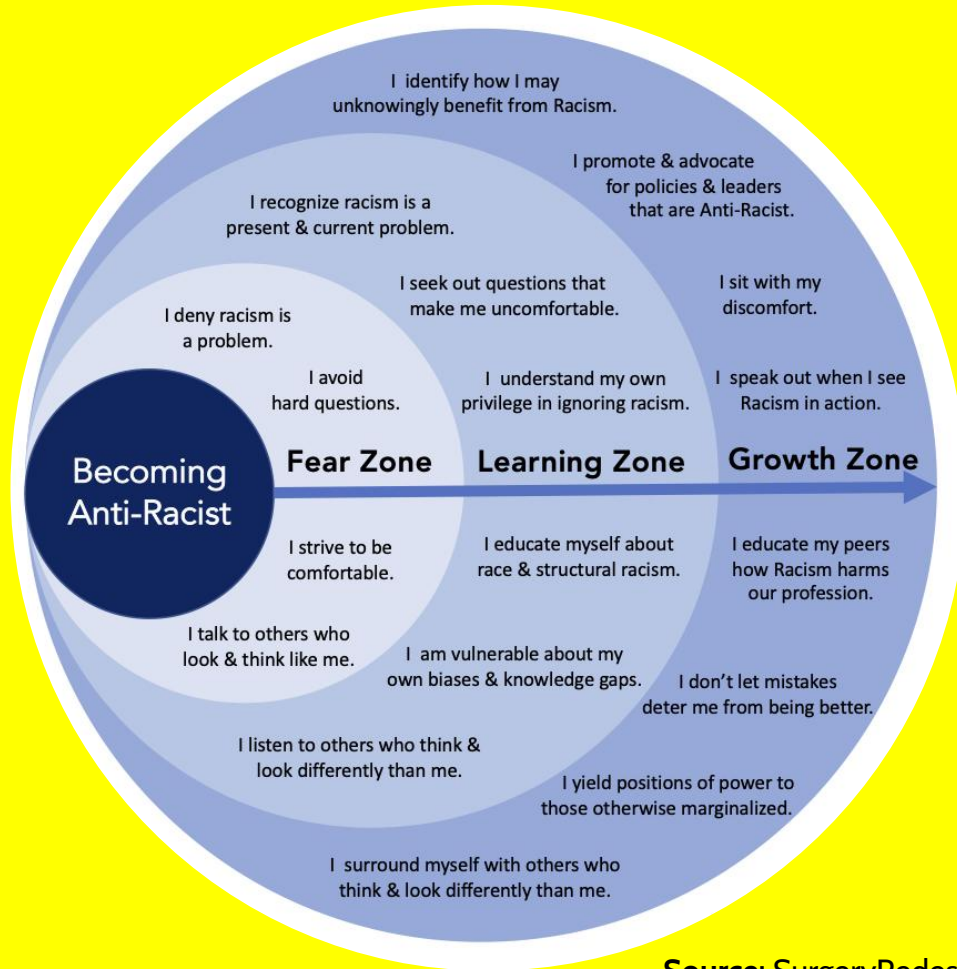 I identify how I may
unknowingly benefit from Racism.
I promote & advocate
for policies & leaders
that are Anti-Racist.
I recognize racism is a
present & current problem.
I seek out questions that
make me uncomfortable.
I sit with my
discomfort.
I deny racism is
a problem.
I avoid
hard questions.
I understand my own
privilege in ignoring racism.
I speak out when I see
Racism in action.
Becoming
Anti-Racist
Fear Zone
Learning Zone
Growth Zone
I strive to be
comfortable.
I educate myself about
race & structural racism.
I educate my peers
how Racism harms
our profession.
I talk to others who
look & think like me.
I am vulnerable about my
own biases & knowledge gaps.
I don't let mistakes
deter me from being better.
I listen to others who think &
look differently than me.
I yield positions of power to
those otherwise marginalized.
I surround myself with others who
think & look differently than me.
Source: